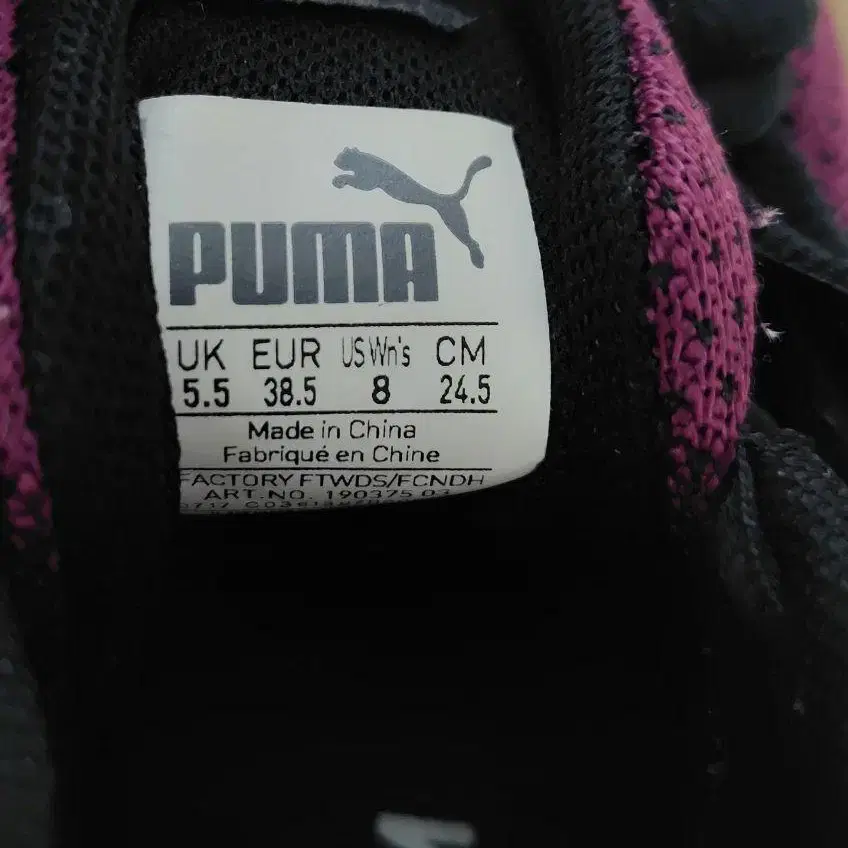 PUMA
UK EUR US Wn's CM
5.5 38.5 8 24.5
Made in China
Fabriqué en Chine
FACTORY FTWDS/FCNDH
ART.NO. 190375 03